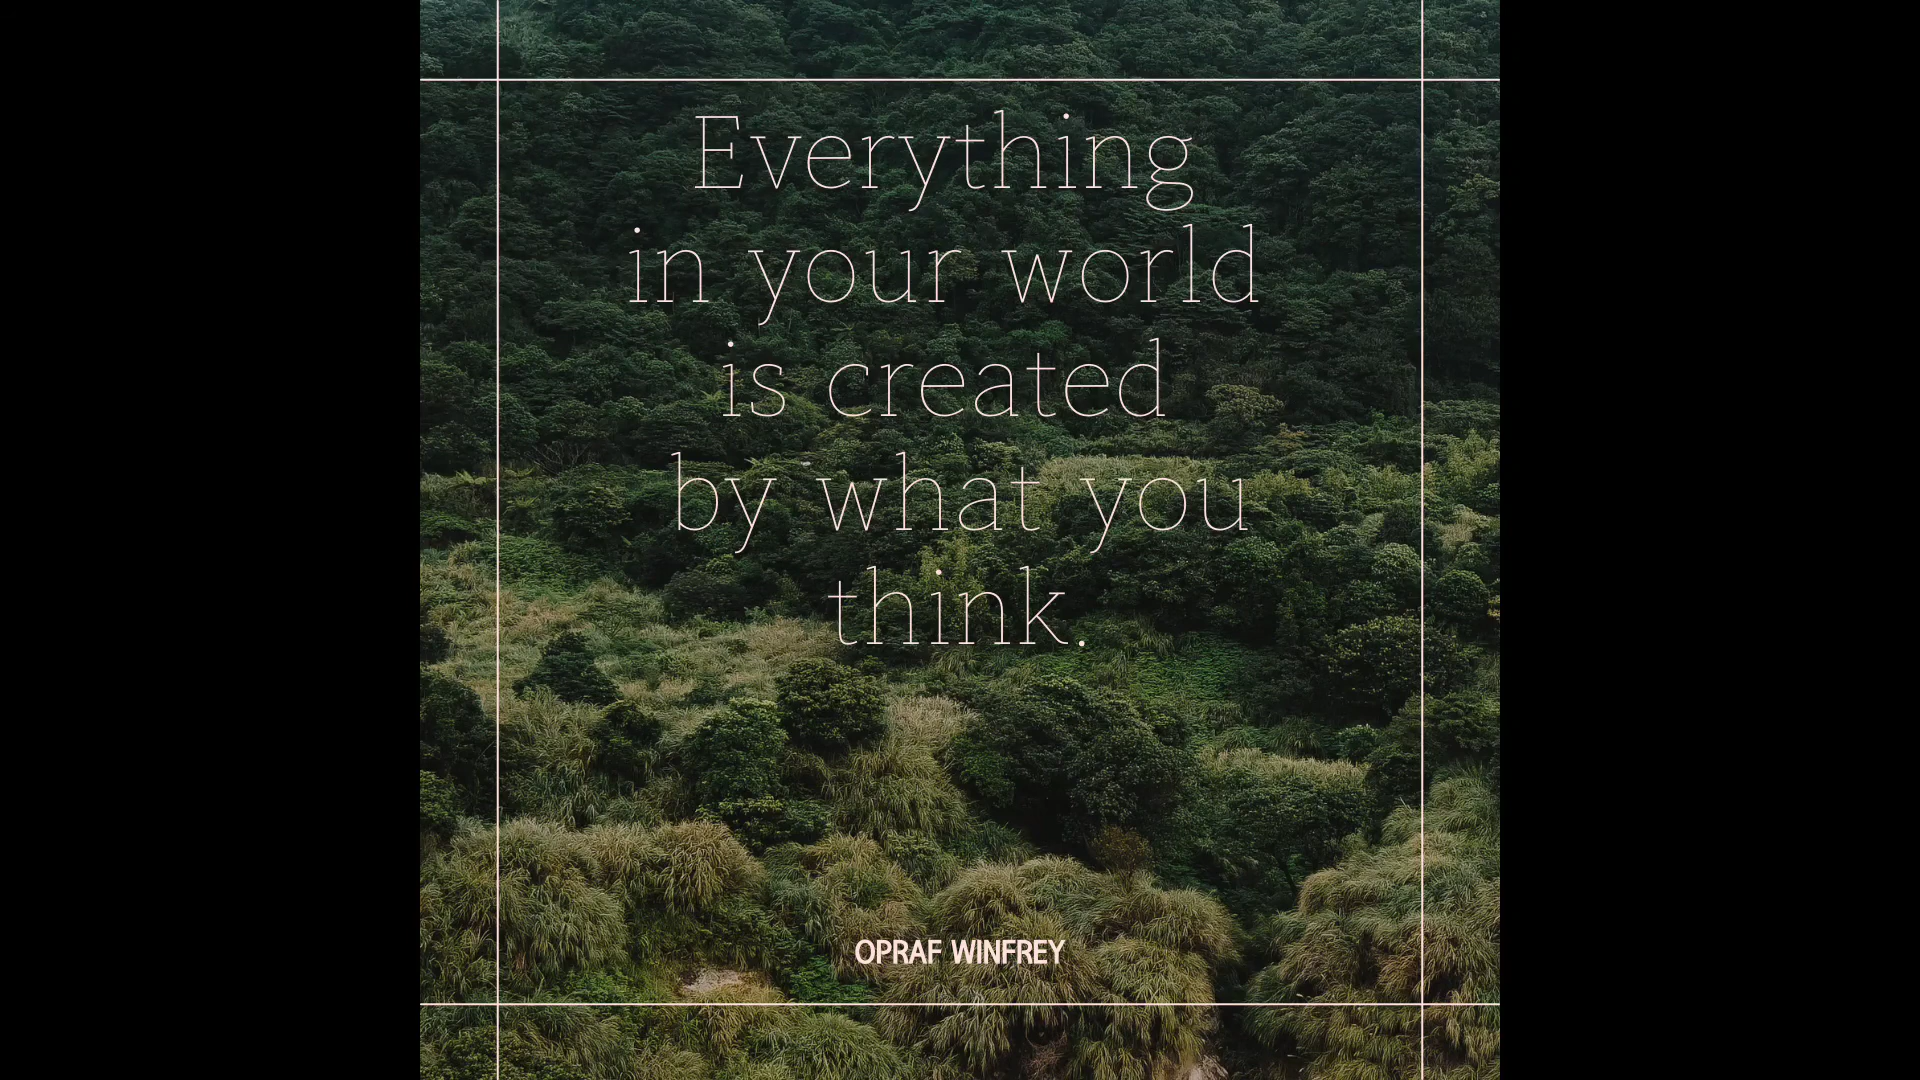 Everything
in your world
is created
by what you
think.
OPRAF WINFREY